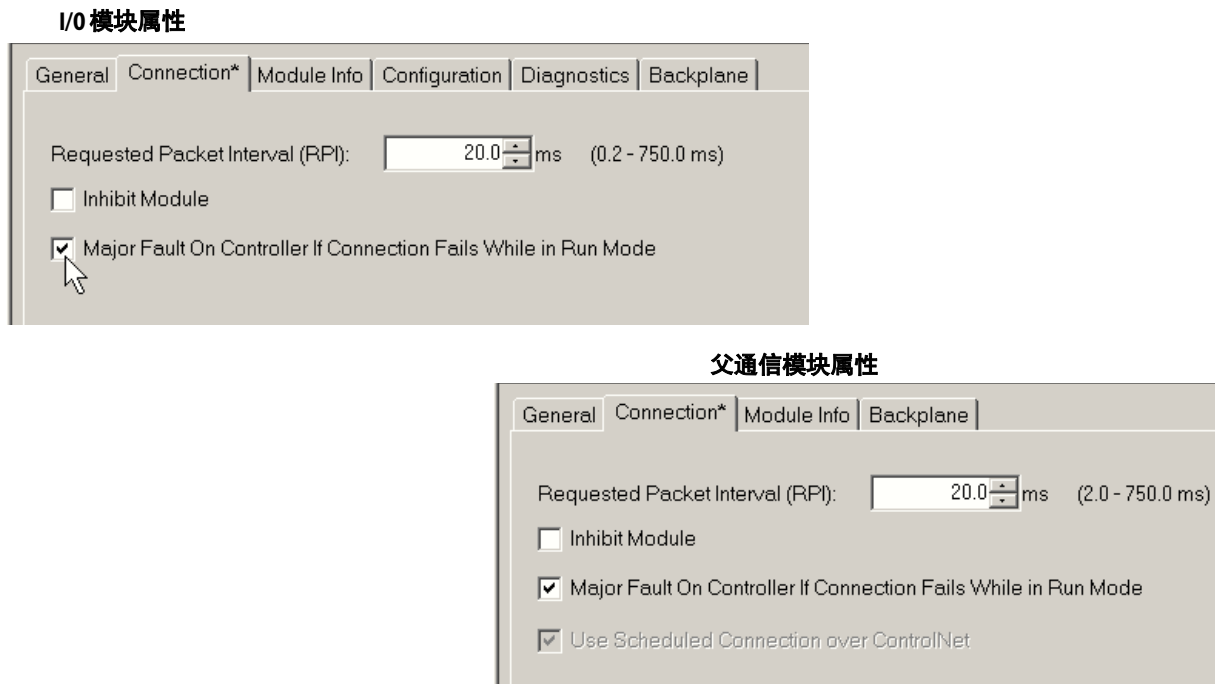 I/0 模块属性
General Connection* Module Info Configuration Diagnostics Backplane
Requested Packet Interval (RPI): 20.0 ms (0.2 - 750.0 ms)
Inhibit Module
Major Fault On Controller If Connection Fails While in Run Mode
父通信模块属性
General Connection* Module Info Backplane
Requested Packet Interval (RPI): 20.0 ms (2.0 - 750.0 ms)
Inhibit Module
Major Fault On Controller If Connection Fails While in Run Mode
Use Scheduled Connection over ControlNet